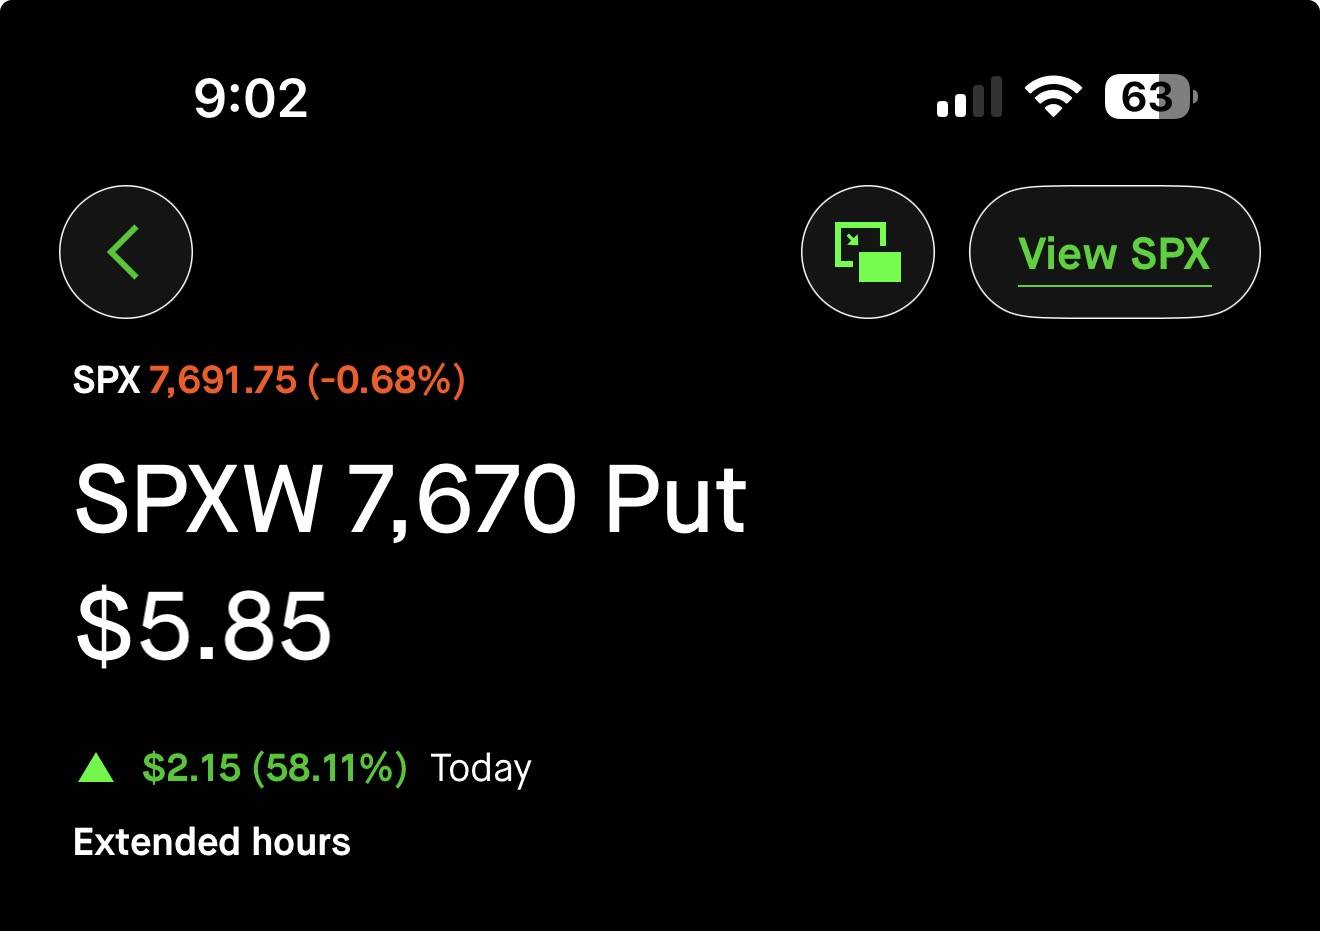 9:02
63
View SPX
SPX 7,691.75 (-0.68%)
SPXW 7,670 Put
$5.85
▲ $2.15 (58.11%) Today
Extended hours